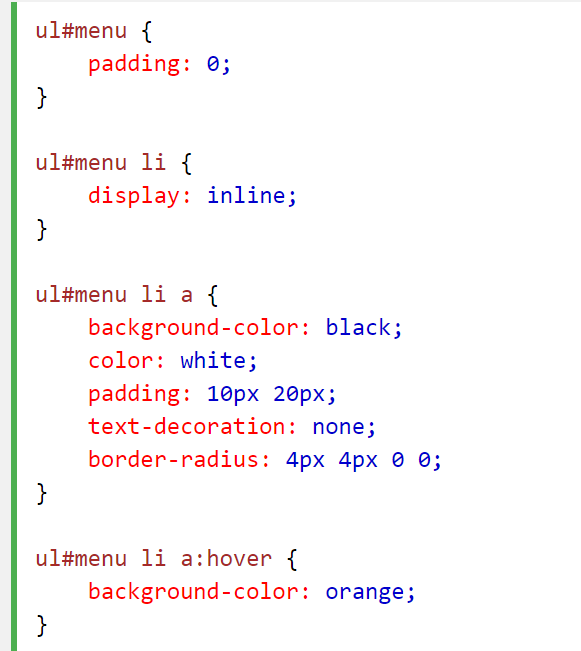 ul#menu {
    padding: 0;
}

ul#menu li {
    display: inline;
}

ul#menu li a {
    background-color: black;
    color: white;
    padding: 10px 20px;
    text-decoration: none;
    border-radius: 4px 4px 0 0;
}

ul#menu li a:hover {
    background-color: orange;
}